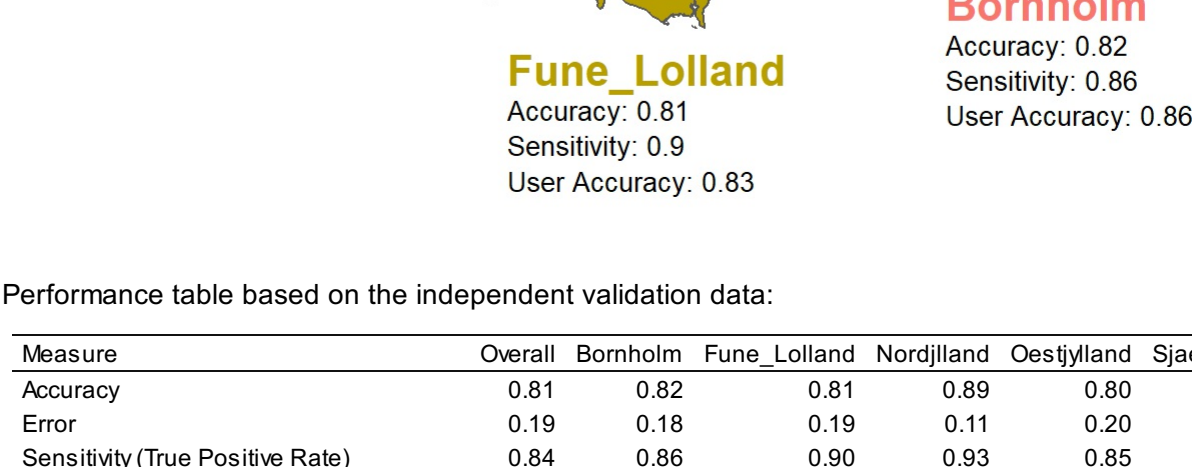 Bornholm
Accuracy: 0.82
Sensitivity: 0.86
User Accuracy: 0.86
Fune_Lolland
Accuracy: 0.81
Sensitivity: 0.9
User Accuracy: 0.83
Performance table based on the independent validation data:
Measure Overall Bornholm Fune_Lolland Nordjlland Oestjylland
Accuracy 0.81 0.82 0.81 0.89 0.80
Error 0.19 0.18 0.19 0.11 0.20
Sensitivity (True Positive Rate) 0.84 0.86 0.90 0.93 0.85